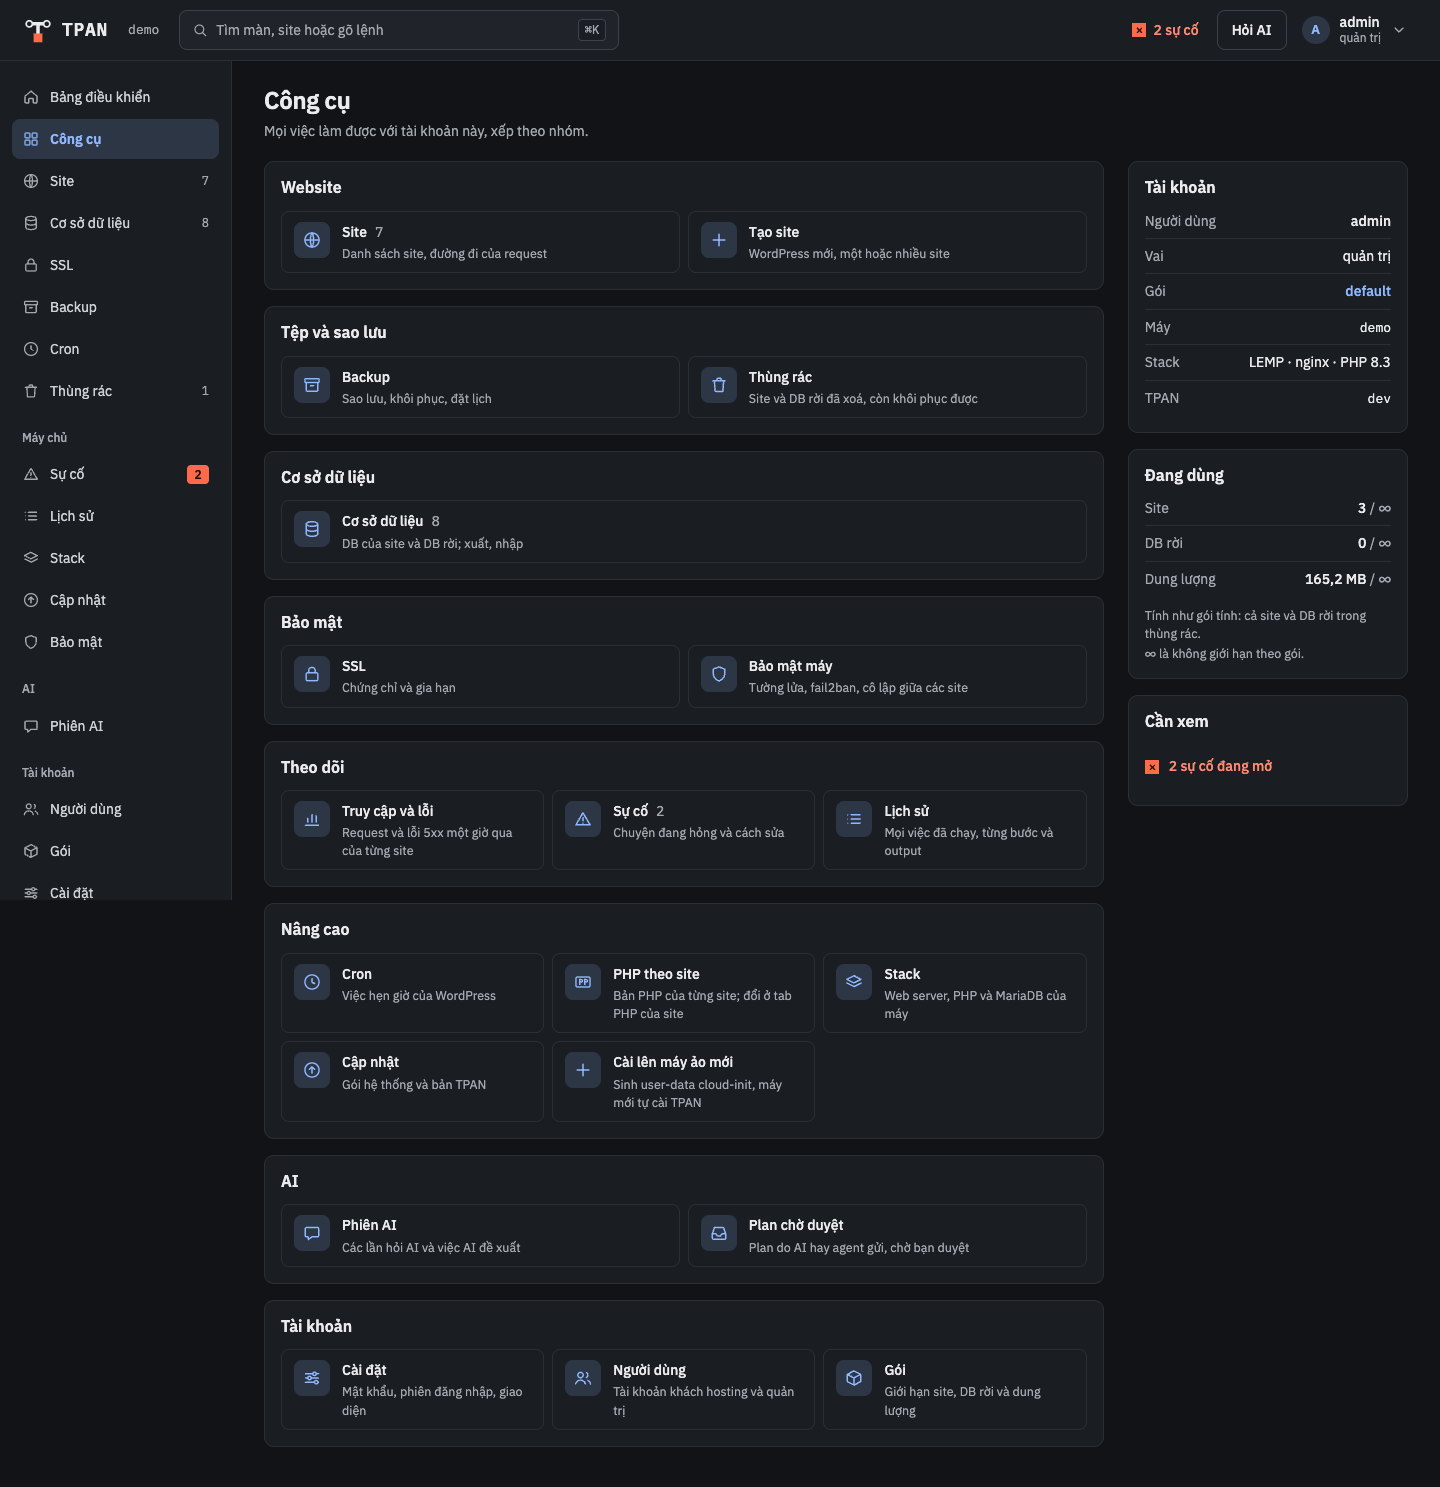 TPAN
demo
Tìm màn, site hoặc gõ lệnh
⌘K
2 sự cố
Hỏi AI
A
admin
quản trị
Bảng điều khiển
Công cụ
Site 7
Cơ sở dữ liệu 8
SSL
Backup
Cron
Thùng rác 1
Máy chủ
Sự cố 2
Lịch sử
Stack
Cập nhật
Bảo mật
AI
Phiên AI
Tài khoản
Người dùng
Gói
Cài đặt
Công cụ
Mọi việc làm được với tài khoản này, xếp theo nhóm.
Website
Site 7
Danh sách site, đường đi của request
Tạo site
WordPress mới, một hoặc nhiều site
Tệp và sao lưu
Backup
Sao lưu, khôi phục, đặt lịch
Thùng rác
Site và DB rời đã xoá, còn khôi phục được
Cơ sở dữ liệu
Cơ sở dữ liệu 8
DB của site và DB rời; xuất, nhập
Bảo mật
SSL
Chứng chỉ và gia hạn
Bảo mật máy
Tường lửa, fail2ban, cô lập giữa các site
Theo dõi
Truy cập và lỗi
Request và lỗi 5xx một giờ qua
của từng site
Sự cố 2
Chuyện đang hỏng và cách sửa
Lịch sử
Mọi việc đã chạy, từng bước và
output
Nâng cao
Cron
Việc hẹn giờ của WordPress
PHP theo site
Bản PHP của từng site; đổi ở tab
PHP của site
Stack
Web server, PHP và MariaDB của
máy
Cập nhật
Gói hệ thống và bản TPAN
Cài lên máy ảo mới
Sinh user-data cloud-init, máy
mới tự cài TPAN
AI
Phiên AI
Các lần hỏi AI và việc AI đề xuất
Plan chờ duyệt
Plan do AI hay agent gửi, chờ bạn duyệt
Tài khoản
Cài đặt
Mật khẩu, phiên đăng nhập, giao
diện
Người dùng
Tài khoản khách hosting và quản
trị
Gói
Giới hạn site, DB rời và dung
lượng
Tài khoản
Người dùng admin
Vai quản trị
Gói default
Máy demo
Stack LEMP · nginx · PHP 8.3
TPAN dev
Đang dùng
Site 3 / ∞
DB rời 0 / ∞
Dung lượng 165,2 MB / ∞
Tính như gói tính: cả site và DB rời trong
thùng rác.
∞ là không giới hạn theo gói.
Cần xem
2 sự cố đang mở